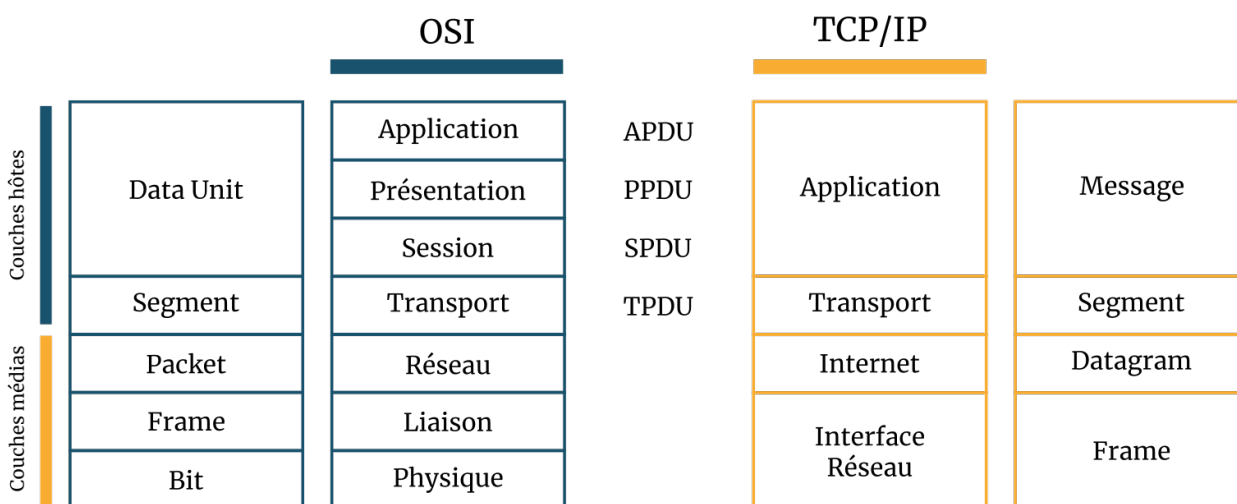 OSI
TCP/IP
Couches hôtes
Data Unit
Application
APDU
Application
Message
Présentation
PPDU
Session
SPDU
Segment
Transport
TPDU
Transport
Segment
Couches médias
Packet
Réseau
Internet
Datagram
Frame
Liaison
Interface
Réseau
Frame
Bit
Physique